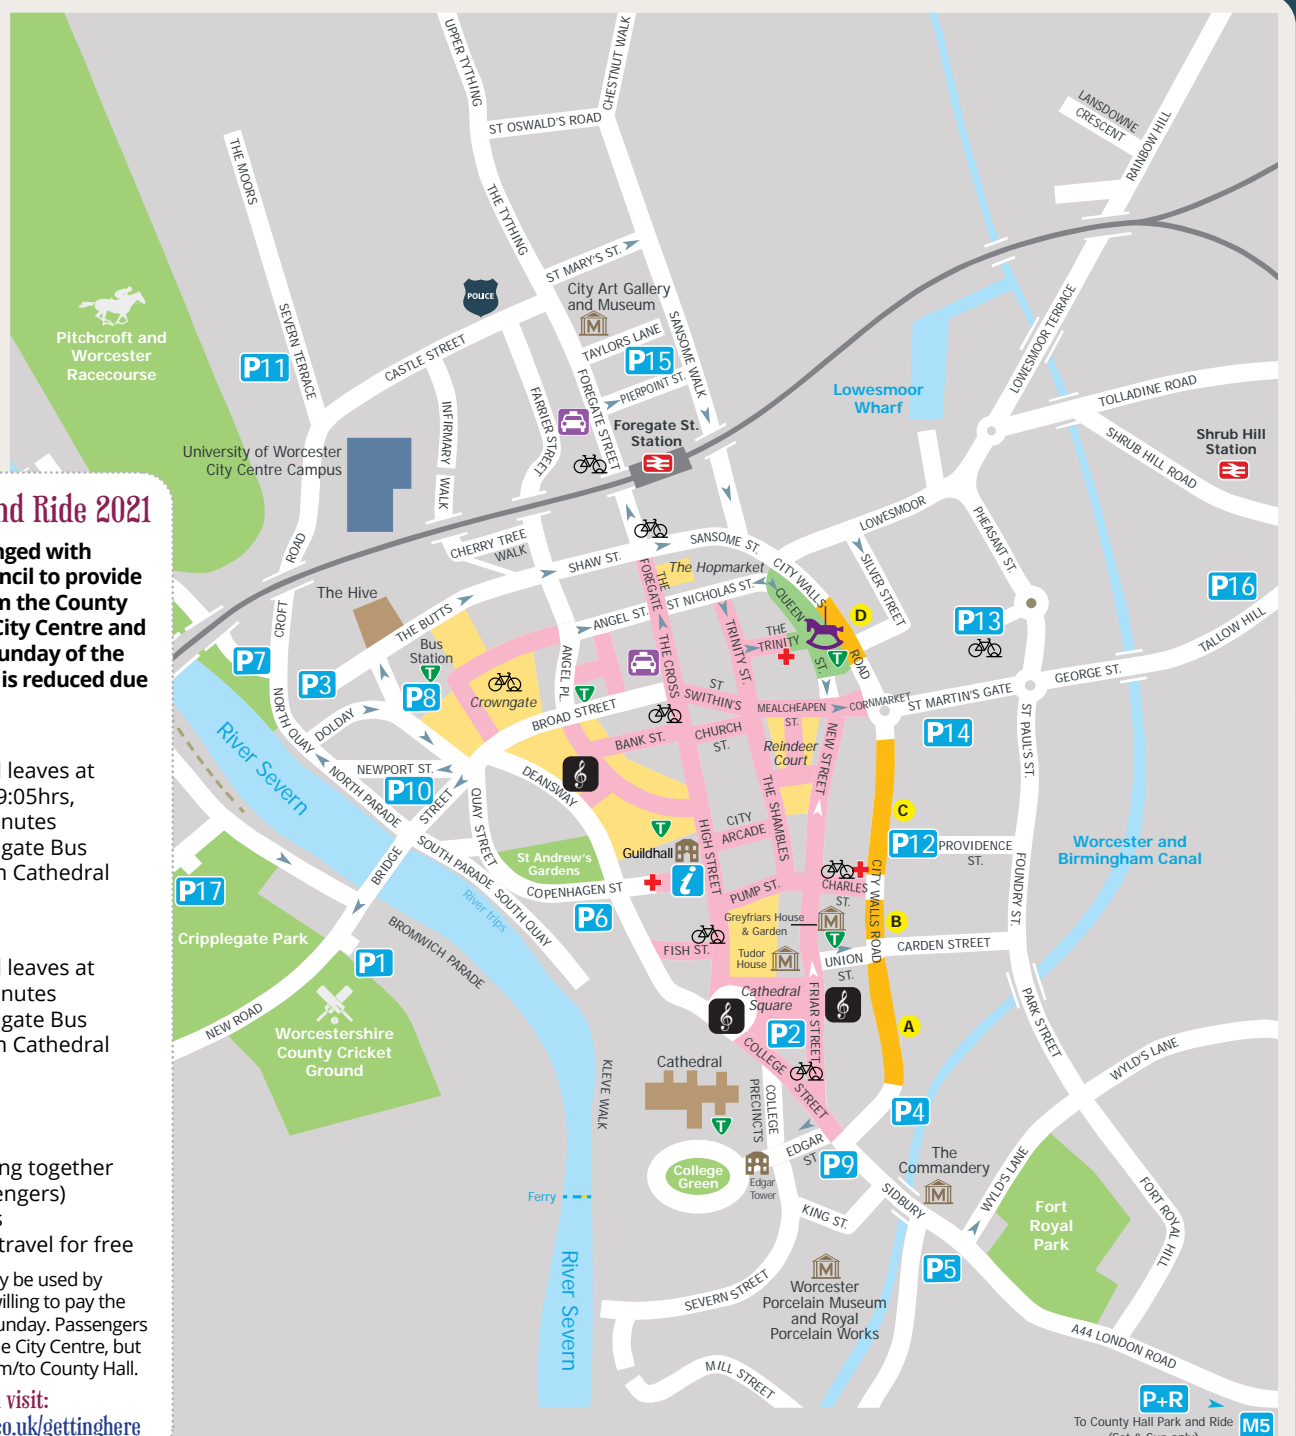 UPPER TYTHING
CHESTNUT WALK
ST OSWALD'S ROAD
LANSDOWNE
CRESCENT
RAINBOW HILL
THE MOORS
THE TYTHING
ST MARY'S ST.
POLICE
City Art Gallery
and Museum
M
TAYLORS LANE
SANSOME WALK
P15
PIERPOINT ST.
Pitchcroft and
Worcester
Racecourse
SEVERN TERRACE
P11
CASTLE STREET
FARRIER STREET
FOREGATE STREET
INFIRMARY WALK
Foregate St.
Station
University of Worcester
City Centre Campus
Lowesmoor
Wharf
LOWESMOOR TERRACE
TOLLADINE ROAD
SHRUB HILL ROAD
Shrub Hill
Station
LOWESMOOR
PHEASANT ST.
SILVER STREET
nd Ride 2021
nged with
ncil to provide
m the County
City Centre and
unday of the
is reduced due
ROAD
CROFT
CHERRY TREE
WALK
SHAW ST.
SANSOME ST.
The Hopmarket
THE
FOREGATE
ST NICHOLAS ST.
ANGEL ST.
CITY WALLS
ROAD
QUEEN
ST.
D
P16
TALLOW HILL
P13
The Hive
THE BUTTS
Bus
Station
T
P8
P7
P3
Crowngate
ANGEL PL.
T
THE CROSS
TRINITY ST.
THE
TRINITY
T
GEORGE ST.
ST MARTIN'S GATE
CORNMARKET
MEALCHEAPEN
ST.
ST
SWITHIN'S
P14
DOLDAY
NORTH QUAY
BROAD STREET
BANK ST.
CHURCH
ST.
Reindeer
Court
NEW STREET
ST PAUL'S ST.
River Severn
NEWPORT ST.
P10
NORTH PARADE
DEANSWAY
QUAY STREET
THE SHAMBLES
CITY
ARCADE
C
P12
PROVIDENCE
ST.
Worcester and
Birmingham Canal
l leaves at
9:05hrs,
nutes
egate Bus
n Cathedral
BRIDGE
STREET
SOUTH PARADE
SOUTH QUAY
River trips
St Andrew's
Gardens
COPENHAGEN ST
T
Guildhall
i
HIGH STREET
PUMP ST.
CHARLES
ST.
CITY WALLS ROAD
FOUNDRY ST.
P17
Cripplegate Park
P1
BROMWICH PARADE
P6
Greyfriars House
& Garden
M
T
B
CARDEN STREET
FISH ST.
Tudor
House
M
UNION
ST.
l leaves at
nutes
egate Bus
n Cathedral
NEW ROAD
Worcestershire
County Cricket
Ground
Cathedral
Square
P2
FRIAR STREET
A
PARK STREET
WYLD'S LANE
COLLEGE
STREET
Cathedral
T
COLLEGE
PRECINCTS
KLEVE WALK
P4
EDGAR
ST
P9
The
Commandery
M
ng together
engers)
s
travel for free
College
Green
Edgar
Tower
Ferry
KING ST.
SIDBURY
WYLD'S LANE
Fort
Royal
Park
FORT ROYAL HILL
y be used by
willing to pay the
unday. Passengers
e City Centre, but
m/to County Hall.
River Severn
M
Worcester
Porcelain Museum
and Royal
Porcelain Works
SEVERN STREET
MILL STREET
P5
A44 LONDON ROAD
visit:
co.uk/gettinghere
P+R
To County Hall Park and Ride
M5